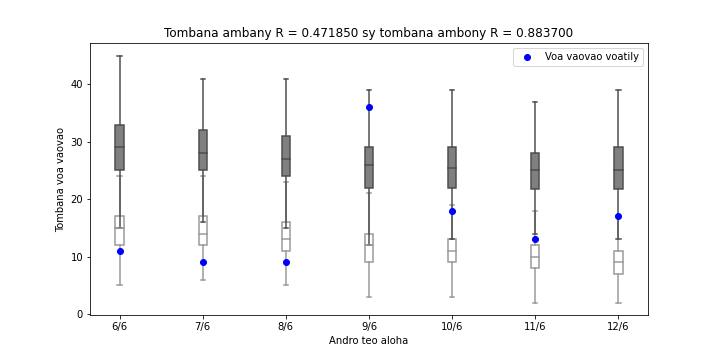 Tombana ambany R = 0.471850 sy tombana ambony R = 0.883700
Voa vaovao voatily
Tombana voa vaovao
40
30
20
10
0
6/6 7/6 8/6 9/6 10/6 11/6 12/6
Andro teo aloha